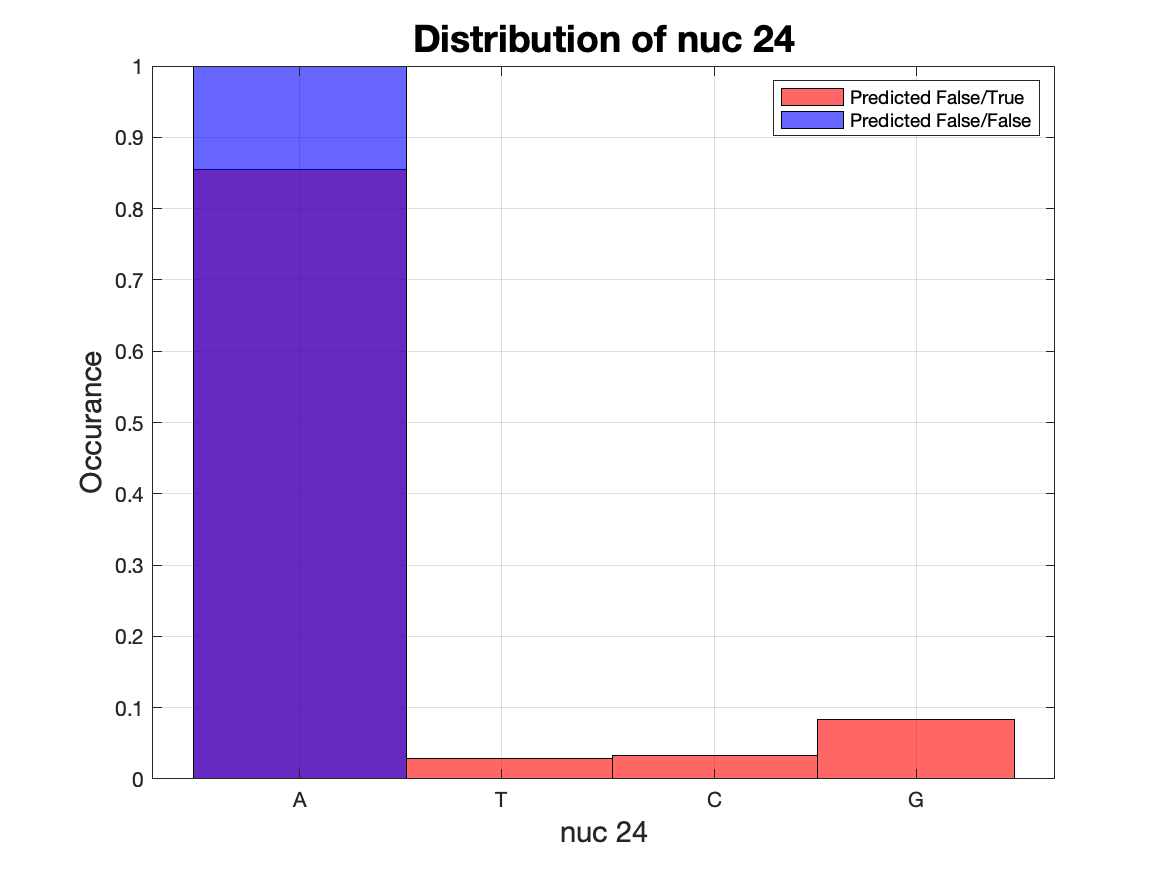 Distribution of nuc 24
Predicted False/True
Predicted False/False
1
0.9
0.8
0.7
0.6
0.5
0.4
0.3
0.2
0.1
0
Occurance
A T C G
nuc 24